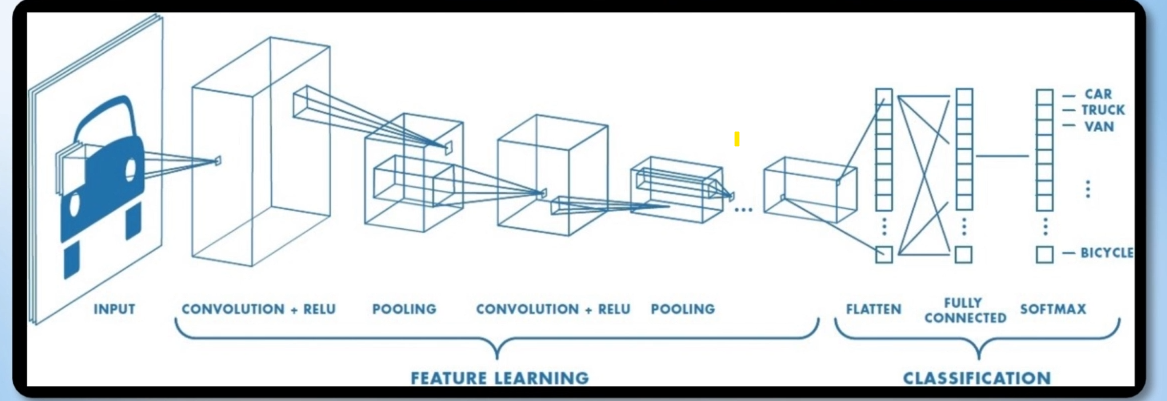 CAR
TRUCK
VAN
BICYCLE
INPUT
CONVOLUTION + RELU
POOLING
CONVOLUTION + RELU
POOLING
FLATTEN
FULLY
CONNECTED
SOFTMAX
FEATURE LEARNING
CLASSIFICATION